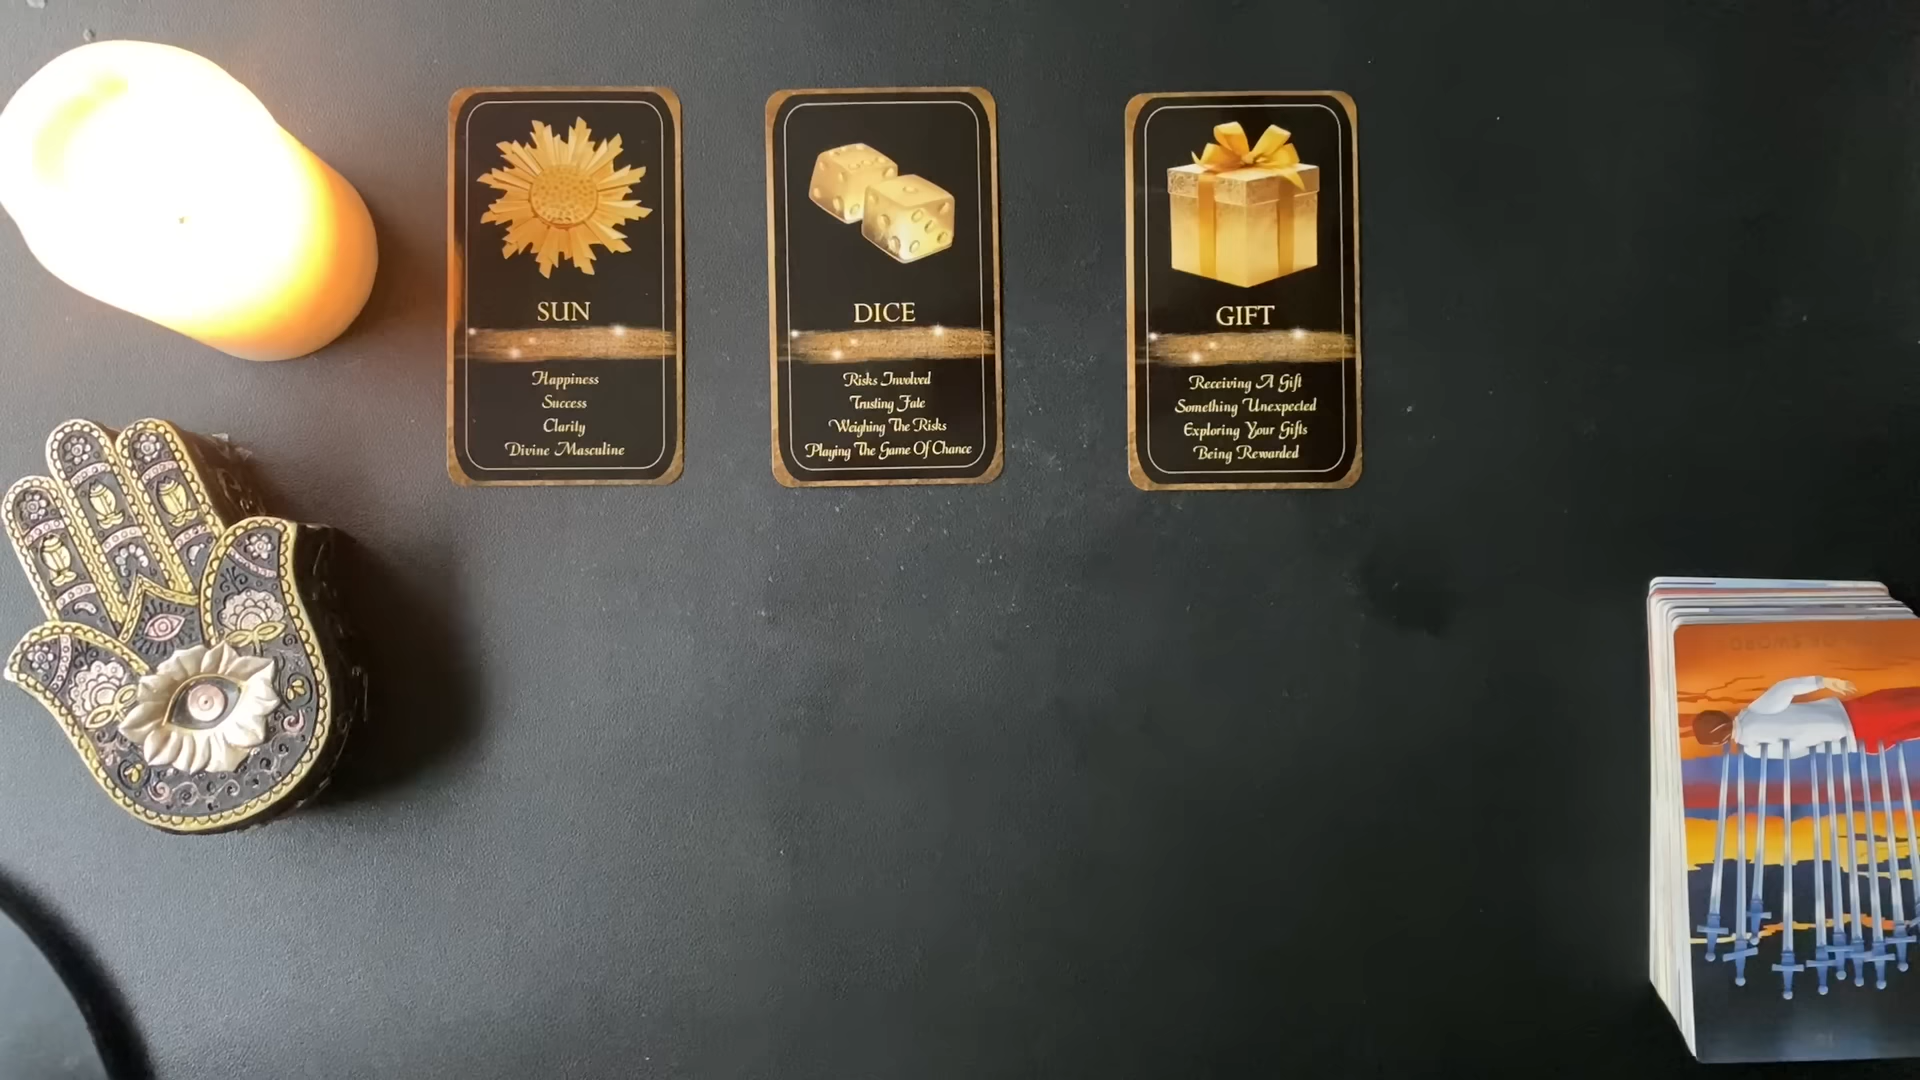 SUN
Happiness
Success
Clarity
Divine Masculine
DICE
Risks Involved
Trusting Fate
Weighing The Risks
Playing The Game Of Chance
GIFT
Receiving A Gift
Something Unexpected
Exploring Your Gifts
Being Rewarded